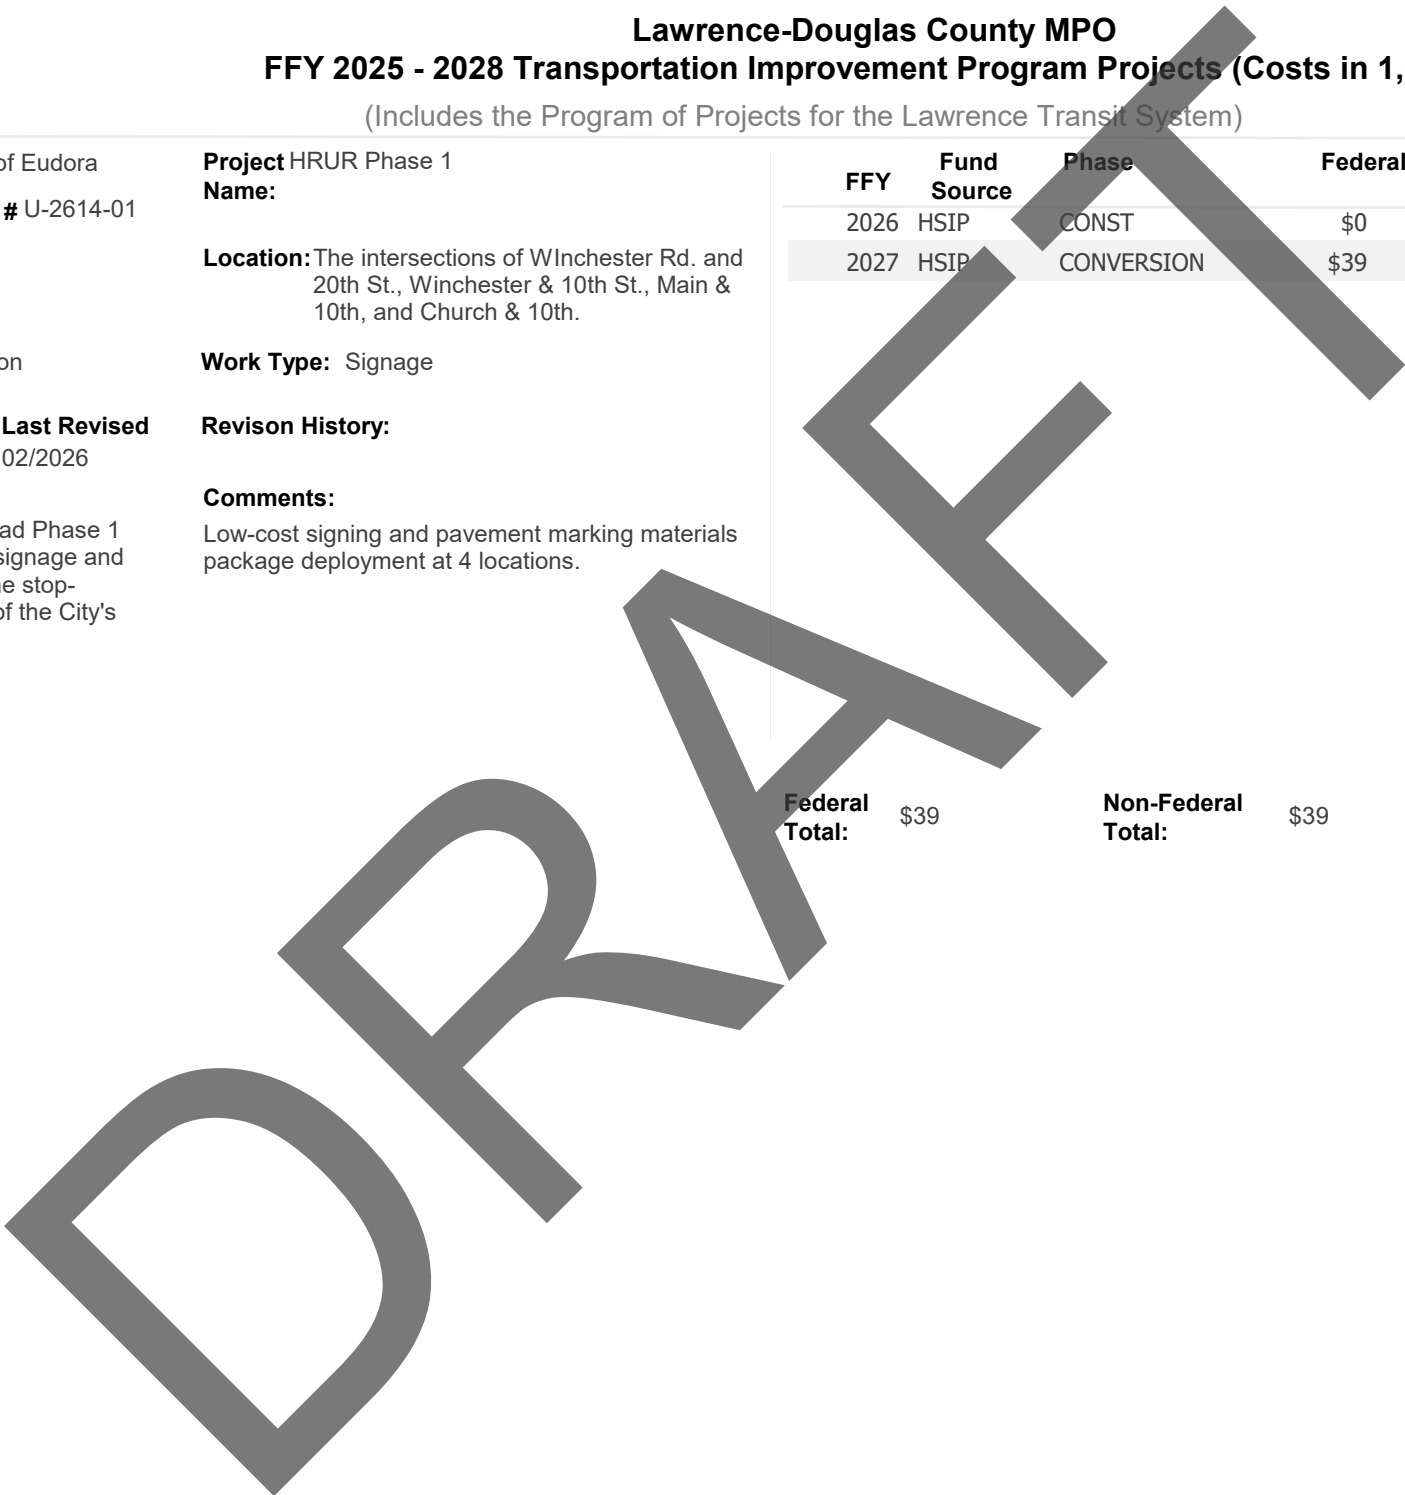 Lawrence-Douglas County MPO
FFY 2025 - 2028 Transportation Improvement Program Projects (Costs in 1,
(Includes the Program of Projects for the Lawrence Transit System)
of Eudora
# U-2614-01
on
Last Revised
02/2026
ad Phase 1
signage and
ne stop-
of the City's
Project HRUR Phase 1
Name:
Location: The intersections of WInchester Rd. and
20th St., Winchester & 10th St., Main &
10th, and Church & 10th.
Work Type: Signage
Revison History:
Comments:
Low-cost signing and pavement marking materials
package deployment at 4 locations.
FFY Fund Source Phase Federal
2026 HSIP CONST $0
2027 HSIP CONVERSION $39
Federal Total: $39 Non-Federal Total: $39
DRAFT